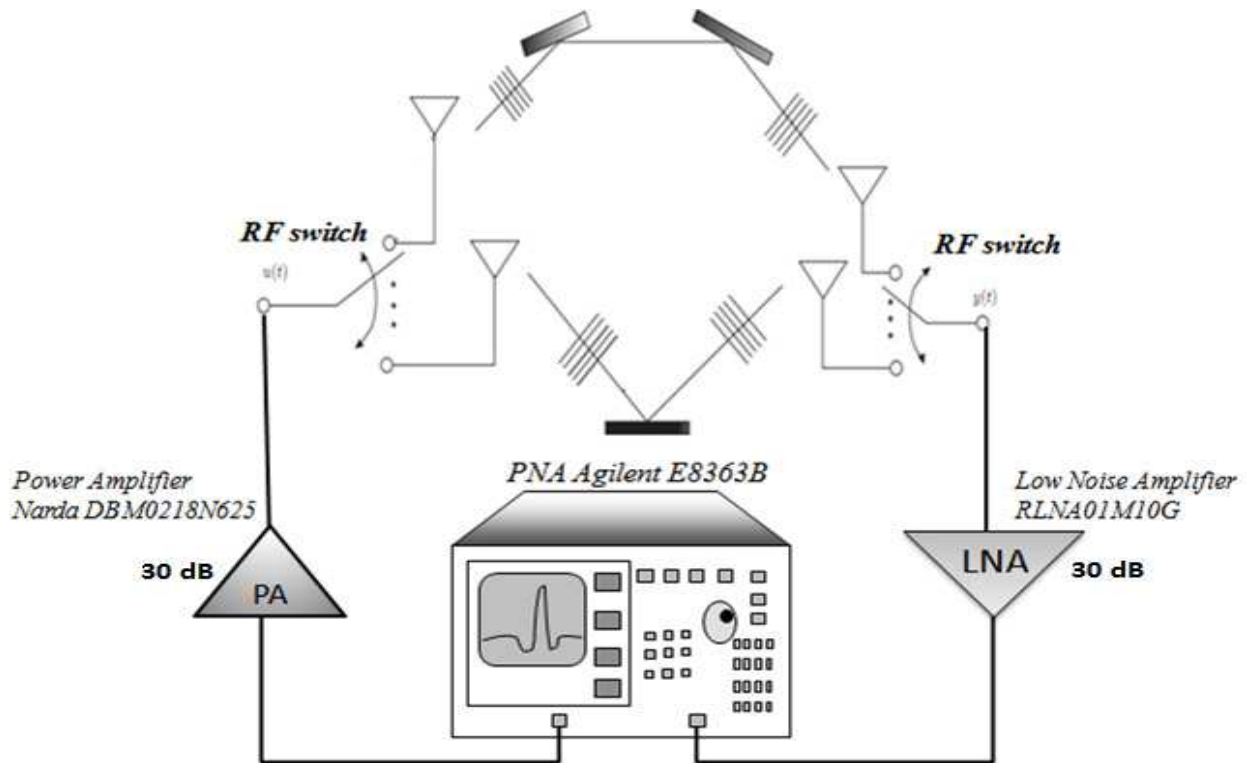 RF switch
u(t)
RF switch
y(t)
PNA Agilent E8363B
Power Amplifier
Narda DBM0218N625
30 dB
PA
Low Noise Amplifier
RLNA01M10G
LNA
30 dB